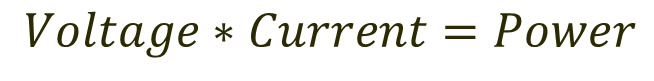 Voltage * Current = Power